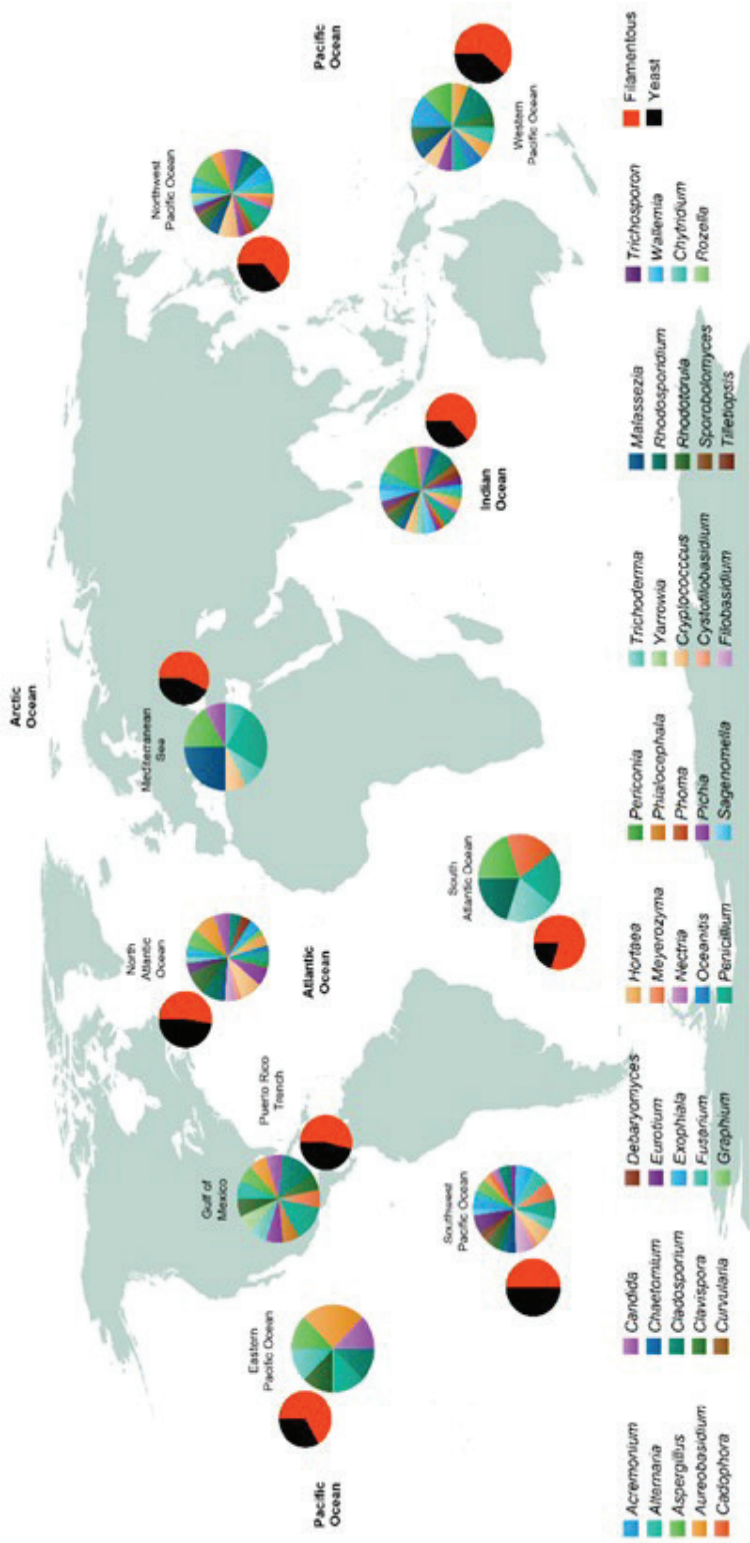 Arctic
Ocean
Pacific
Ocean
Northwest
Pacific Ocean
Mediterranean
Sea
North
Atlantic
Ocean
Atlantic
Ocean
Puerto Rico
Trench
Gulf of
Mexico
Eastern
Pacific Ocean
Pacific
Ocean
Western
Pacific Ocean
Indian
Ocean
South
Atlantic Ocean
Southwest
Pacific Ocean
Acremonium
Alternaria
Aspergillus
Aureobasidium
Cadophora
Candida
Chaetomium
Cladosporium
Clavispora
Curvularia
Debaryomyces
Eurotium
Exophiala
Fusarium
Graphium
Hortaea
Meyerozyma
Nectria
Oceanitis
Penicillium
Periconia
Phialocephala
Phoma
Pichia
Sagenomella
Trichoderma
Yarrowia
Cryplococcus
Cystofilobasidium
Filobasidium
Malassezia
Rhodosporidium
Rhodotorula
Sporobolomyces
Tilletiopsis
Trichosporon
Wallemia
Chytridium
Rozella
Filamentous
Yeast